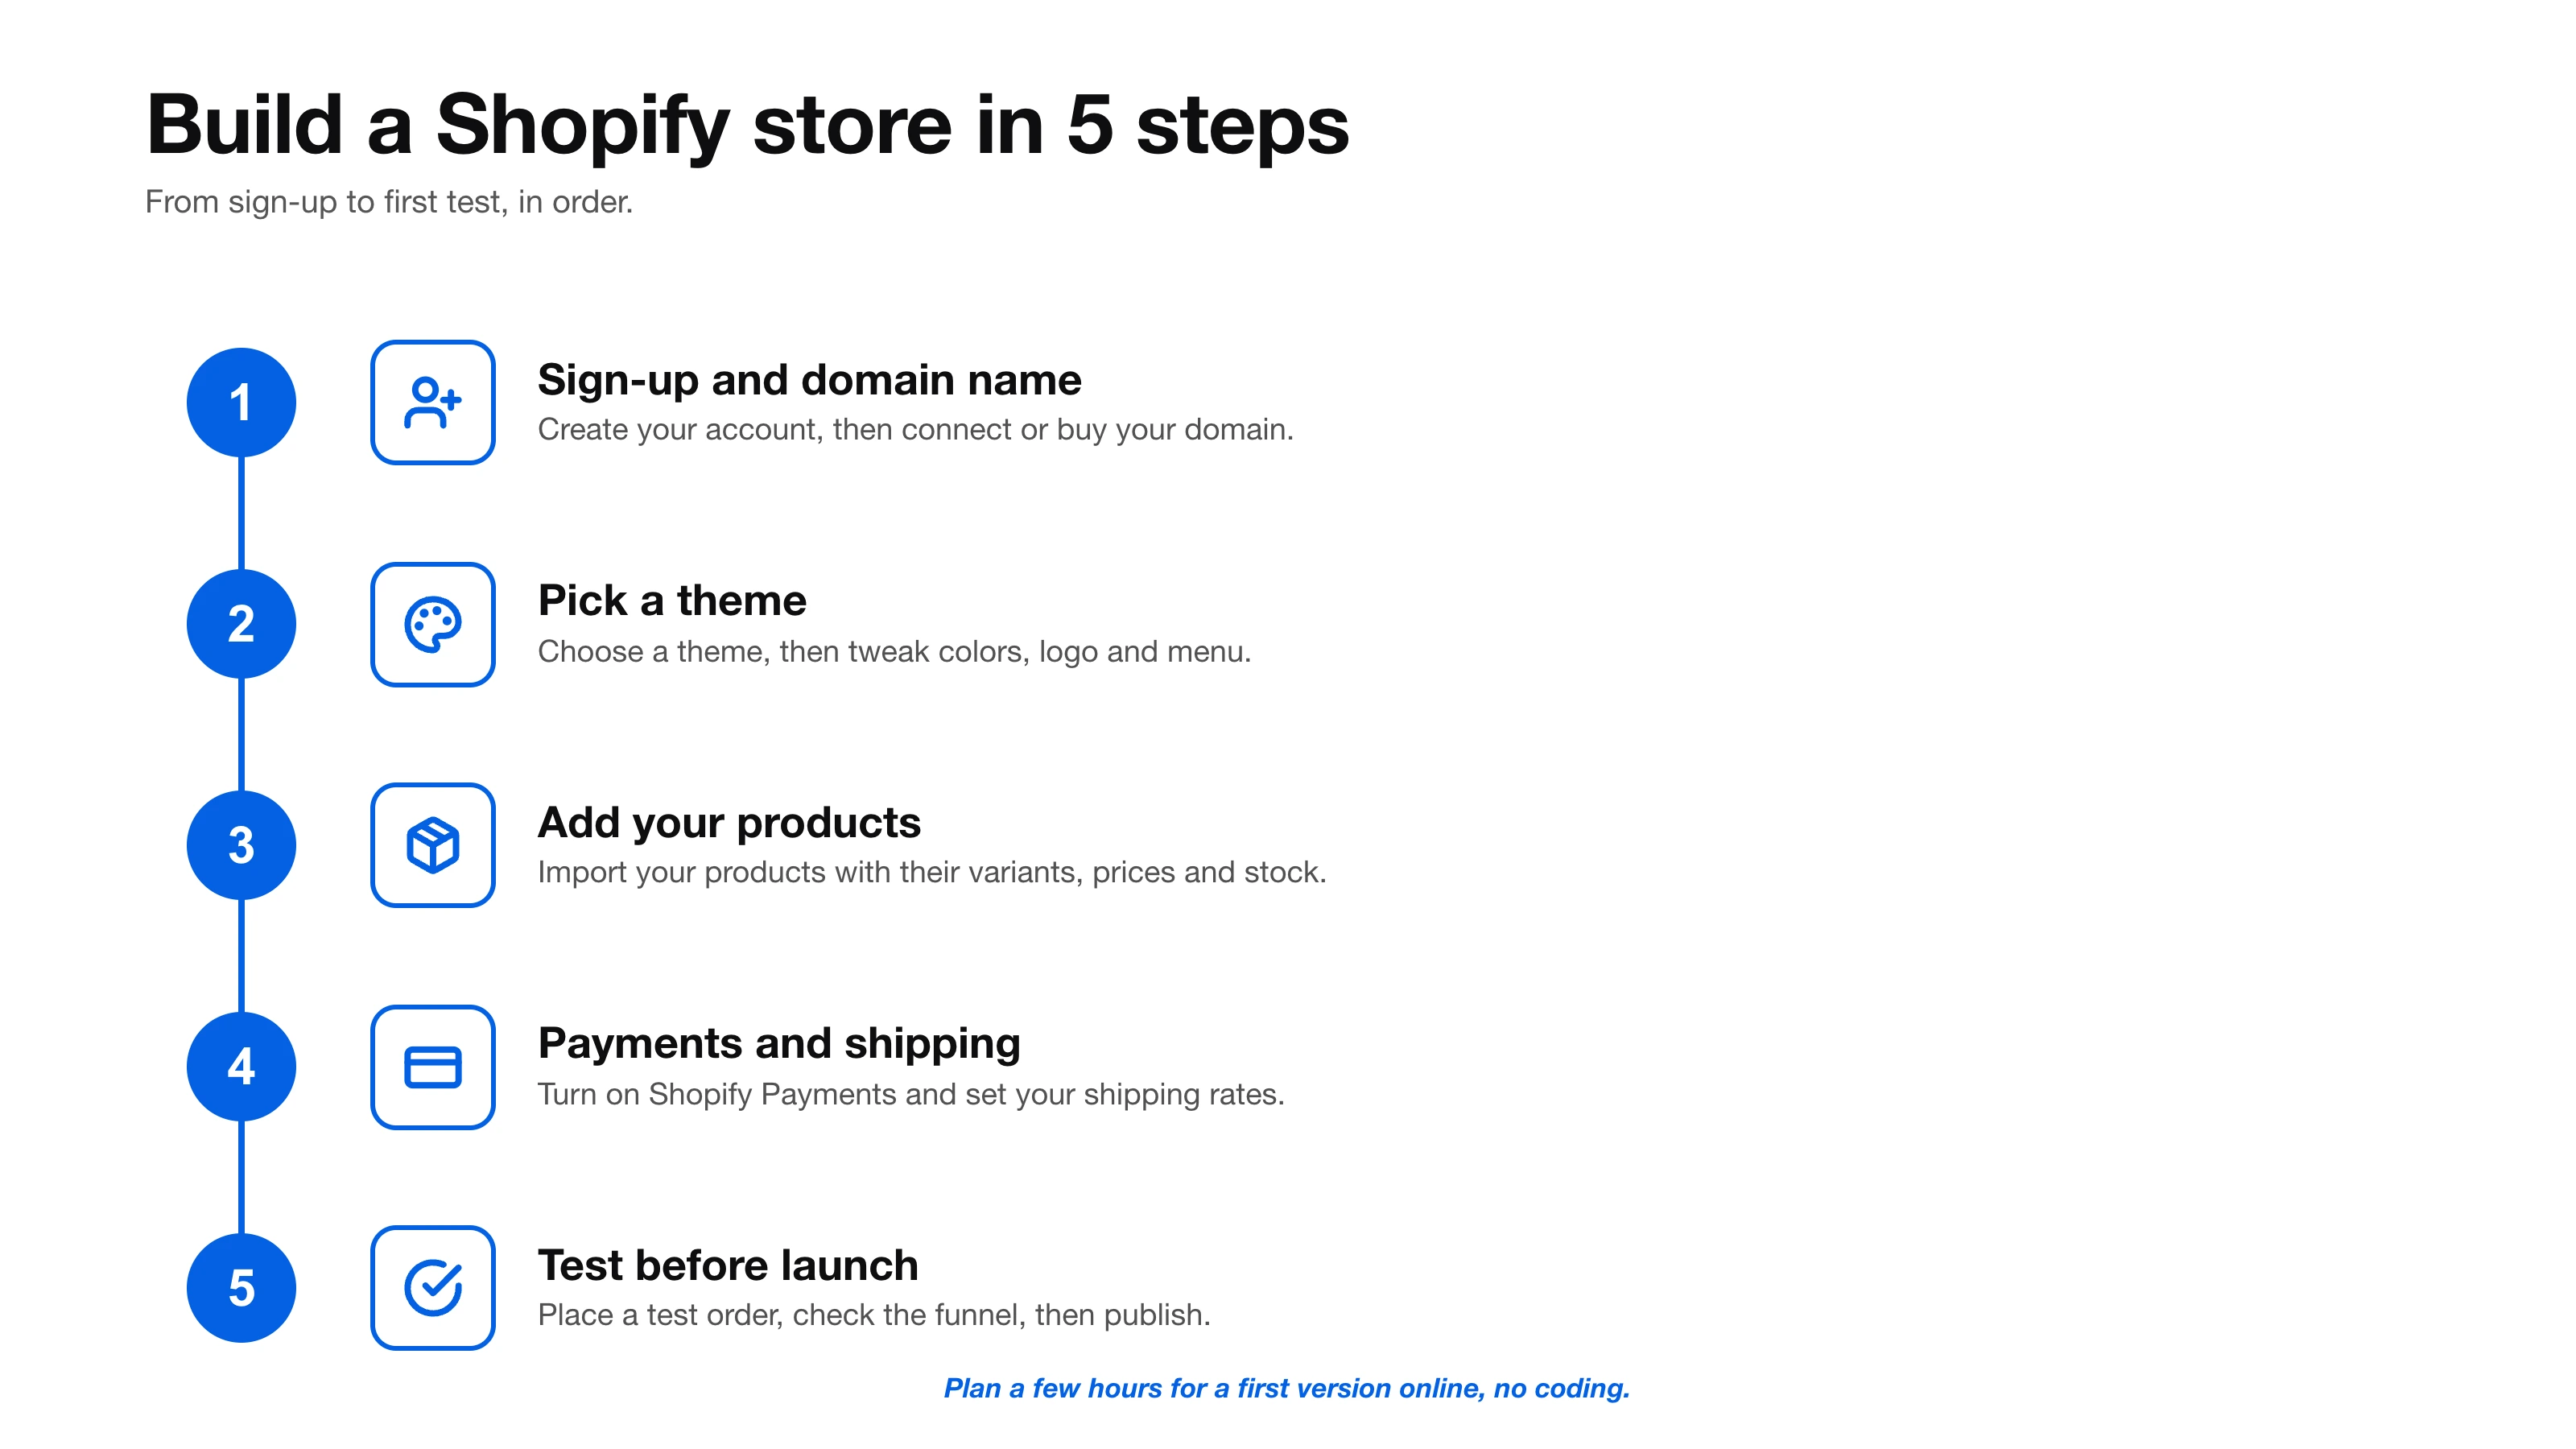 Build a Shopify store in 5 steps
From sign-up to first test, in order.
1
Sign-up and domain name
Create your account, then connect or buy your domain.
2
Pick a theme
Choose a theme, then tweak colors, logo and menu.
3
Add your products
Import your products with their variants, prices and stock.
4
Payments and shipping
Turn on Shopify Payments and set your shipping rates.
5
Test before launch
Place a test order, check the funnel, then publish.
Plan a few hours for a first version online, no coding.